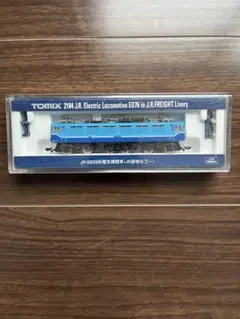 TOMIX 2184 J.R. Electric Locomotive ED76 in J.R.FREIGHT Livery
JR ED76形電気機関車(JR貨物カラー)